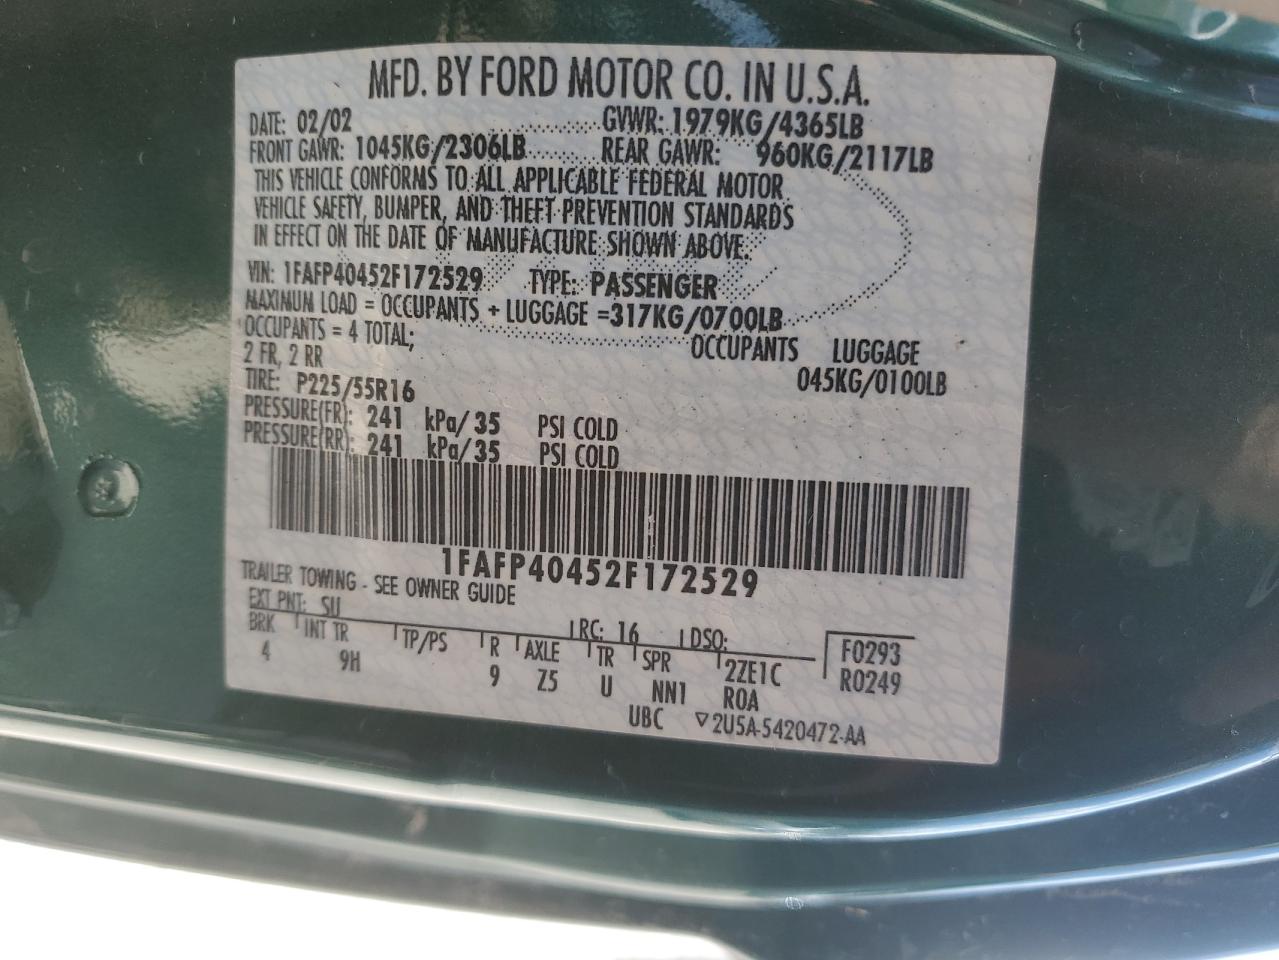 MFD. BY FORD MOTOR CO. IN U.S.A.
DATE: 02/02 GVWR: 1979KG/4365LB
FRONT GAWR: 1045KG/2306LB REAR GAWR: 960KG/2117LB
THIS VEHICLE CONFORMS TO ALL APPLICABLE FEDERAL MOTOR
VEHICLE SAFETY, BUMPER, AND THEFT PREVENTION STANDARDS
IN EFFECT ON THE DATE OF MANUFACTURE SHOWN ABOVE.
VIN: 1FAFP40452F172529 TYPE: PASSENGER
MAXIMUM LOAD = OCCUPANTS + LUGGAGE =317KG/0700LB
OCCUPANTS = 4 TOTAL; OCCUPANTS LUGGAGE
2 FR, 2 RR 045KG/0100LB
TIRE: P225/55R16
PRESSURE(FR): 241 kPa/35 PSI COLD
PRESSURE(RR): 241 kPa/35 PSI COLD
1FAFP40452F172529
TRAILER TOWING - SEE OWNER GUIDE
EXT PNT: SU RC: 16 DSO: F0293
BRK INT TR TP/PS R AXLE TR SPR 2ZE1C R0249
4 9H 9 Z5 U NN1 ROA
UBC ▽2U5A-5420472-AA